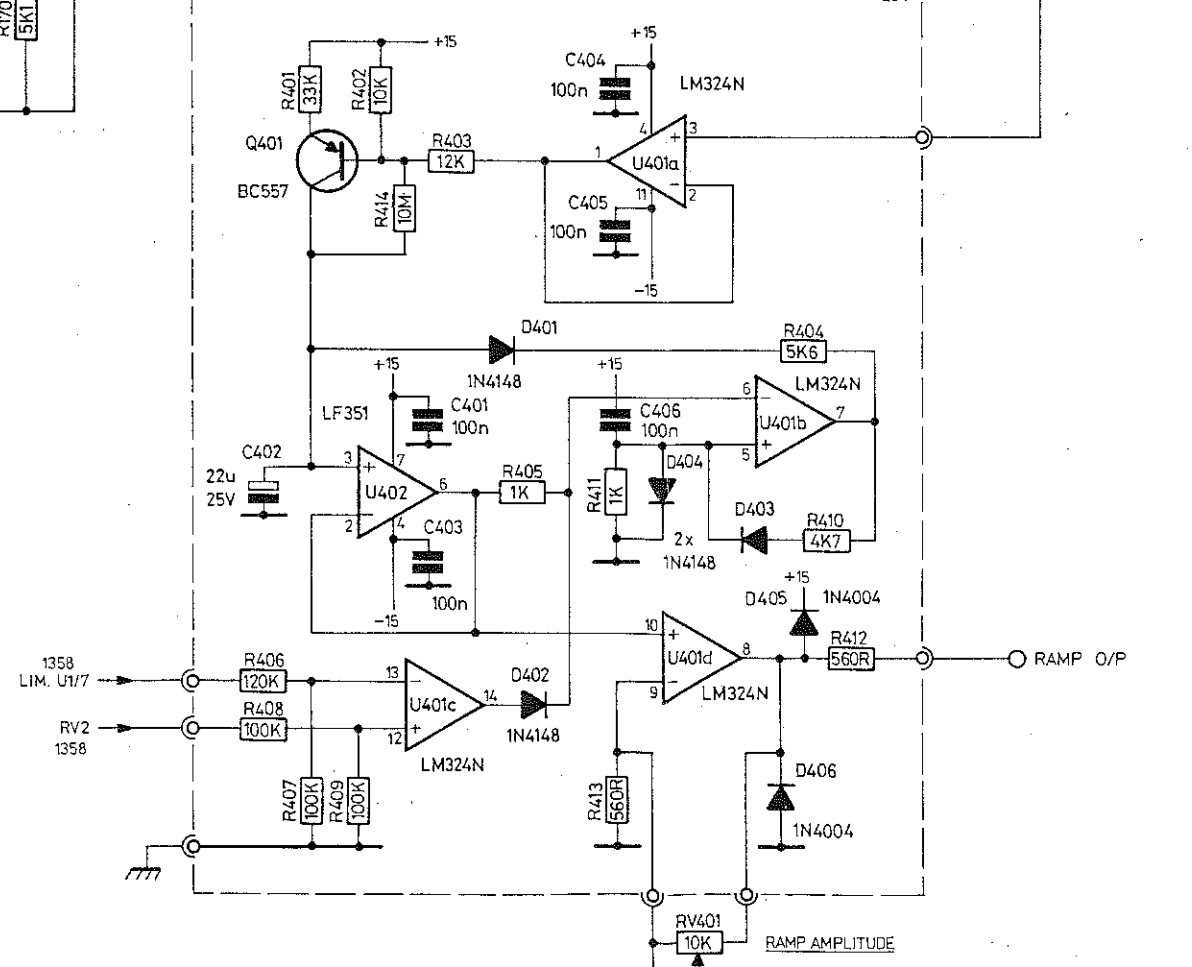 R170
5K1
+15
+15
R401
33K
R402
10K
C404
100n
LM324N
Q401
BC557
R403
12K
R414
10M
1
4
3
+
U401a
−
2
11
C405
100n
−15
D401
1N4148
R404
5K6
+15
+15
LM324N
LF351
C401
100n
C406
100n
6
−
U401b
7
+
5
C402
22u
25V
3
+
7
U402
6
−
2
4
R405
1K
R411
1K
D404
D403
R410
4K7
C403
100n
−15
2x
1N4148
+15
D405
1N4004
10
+
U401d
8
−
9
R412
560R
RAMP O/P
LM324N
1358
LIM. U1/7
R406
120K
13
−
U401c
14
+
12
D402
1N4148
RV2
1358
R408
100K
LM324N
R407
100K
R409
100K
R413
560R
D406
1N4004
RV401
10K
RAMP AMPLITUDE